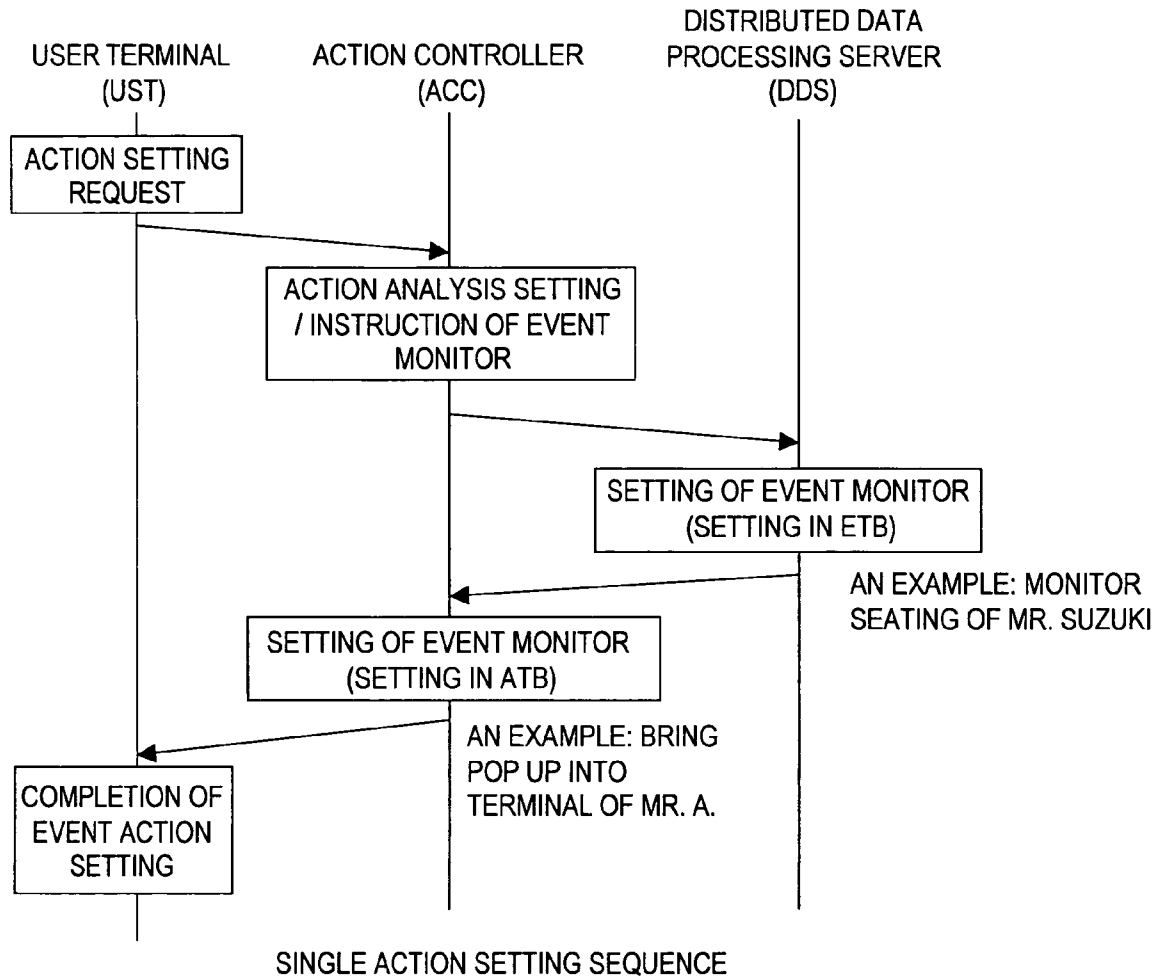 USER TERMINAL
(UST)
ACTION CONTROLLER
(ACC)
DISTRIBUTED DATA
PROCESSING SERVER
(DDS)
ACTION SETTING
REQUEST
ACTION ANALYSIS SETTING
/ INSTRUCTION OF EVENT
MONITOR
SETTING OF EVENT MONITOR
(SETTING IN ETB)
AN EXAMPLE: MONITOR
SEATING OF MR. SUZUKI
SETTING OF EVENT MONITOR
(SETTING IN ATB)
AN EXAMPLE: BRING
POP UP INTO
TERMINAL OF MR. A.
COMPLETION OF
EVENT ACTION
SETTING
SINGLE ACTION SETTING SEQUENCE